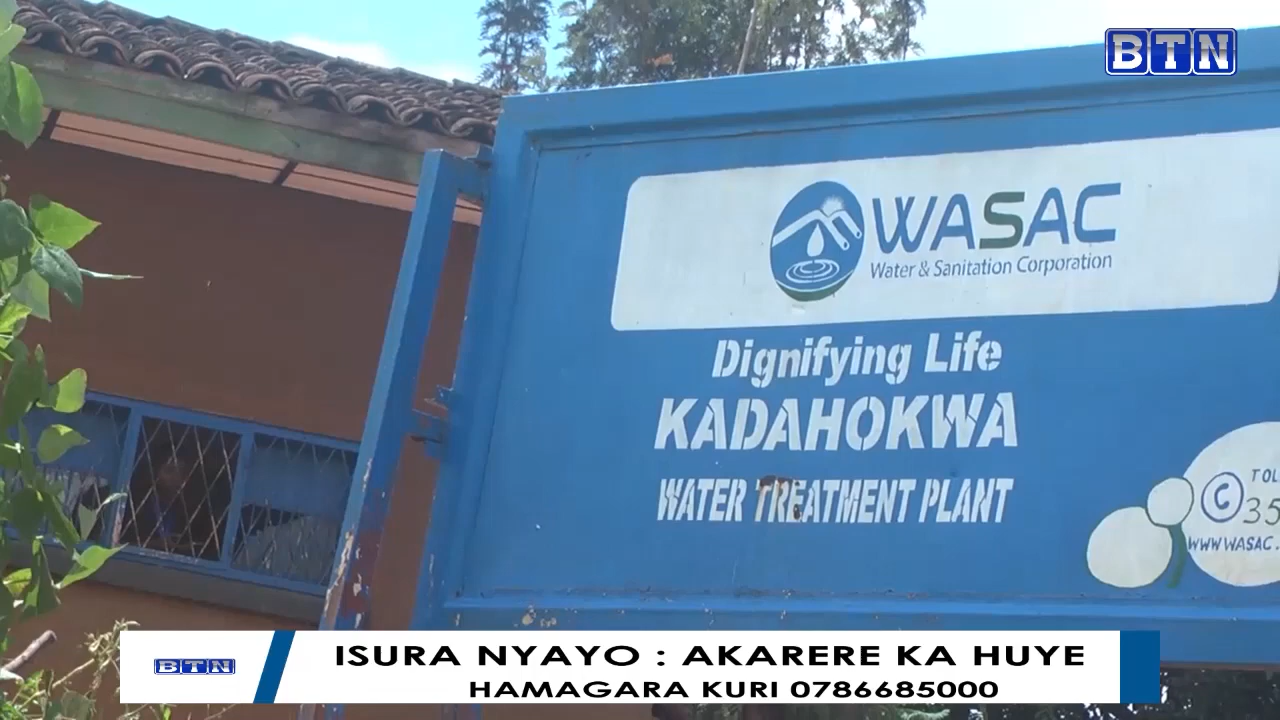 BTN
WASAC
Water & Sanitation Corporation
Dignifying Life
KADAHOKWA
WATER TREATMENT PLANT
35
WWW.WASAC.
BTN
ISURA NYAYO : AKARERE KA HUYE
HAMAGARA KURI 0786685000